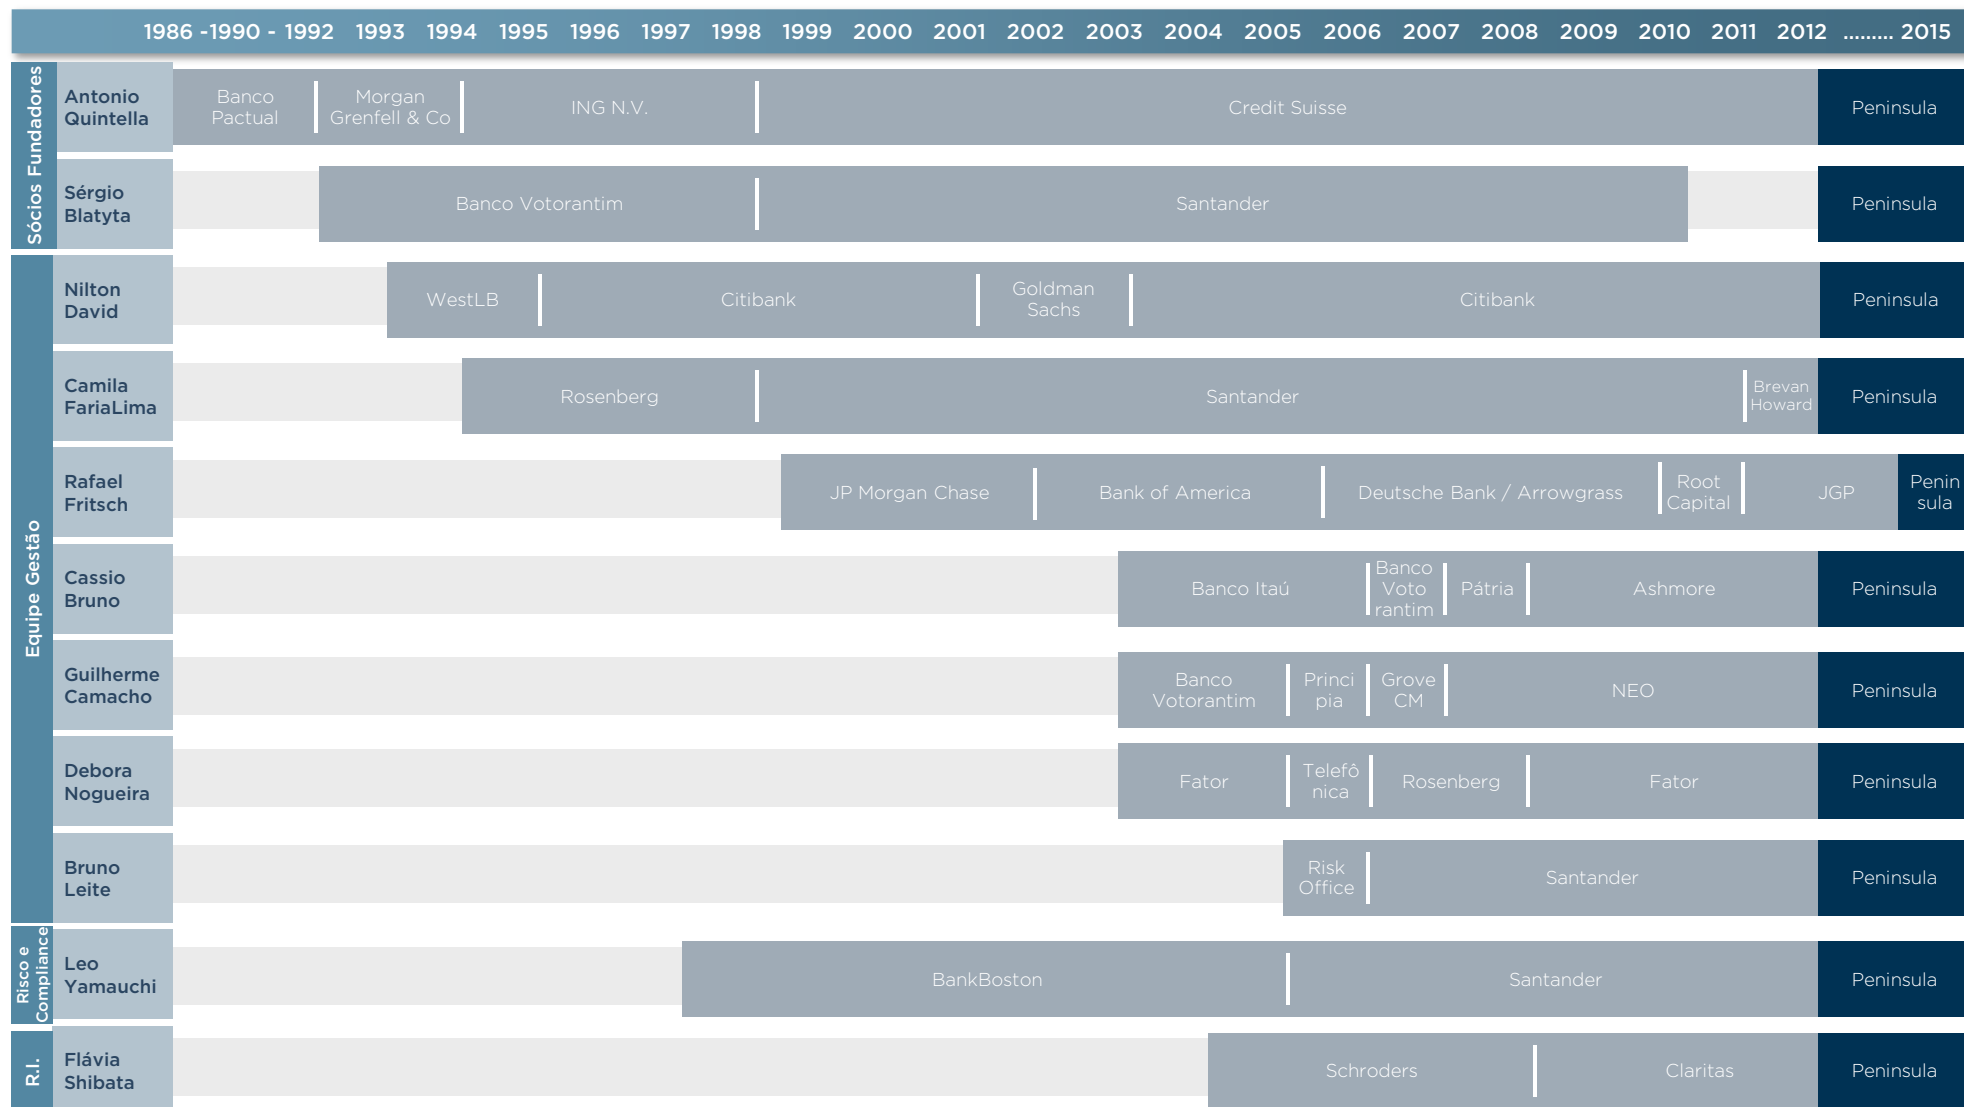 1986 -1990 - 1992 1993 1994 1995 1996 1997 1998 1999 2000 2001 2002 2003 2004 2005 2006 2007 2008 2009 2010 2011 2012 ......... 2015
Sócios Fundadores
Antonio
Quintella
Banco
Pactual
Morgan
Grenfell & Co
ING N.V.
Credit Suisse
Peninsula
Sérgio
Blatyta
Banco Votorantim
Santander
Peninsula
Equipe Gestão
Nilton
David
WestLB
Citibank
Goldman
Sachs
Citibank
Peninsula
Camila
FariaLima
Rosenberg
Santander
Brevan
Howard
Peninsula
Rafael
Fritsch
JP Morgan Chase
Bank of America
Deutsche Bank / Arrowgrass
Root
Capital
JGP
Penin
sula
Cassio
Bruno
Banco Itaú
Banco
Voto
rantim
Pátria
Ashmore
Peninsula
Guilherme
Camacho
Banco
Votorantim
Princi
pia
Grove
CM
NEO
Peninsula
Debora
Nogueira
Fator
Telefô
nica
Rosenberg
Fator
Peninsula
Bruno
Leite
Risk
Office
Santander
Peninsula
Risco e
Compliance
Leo
Yamauchi
BankBoston
Santander
Peninsula
R.I.
Flávia
Shibata
Schroders
Claritas
Peninsula